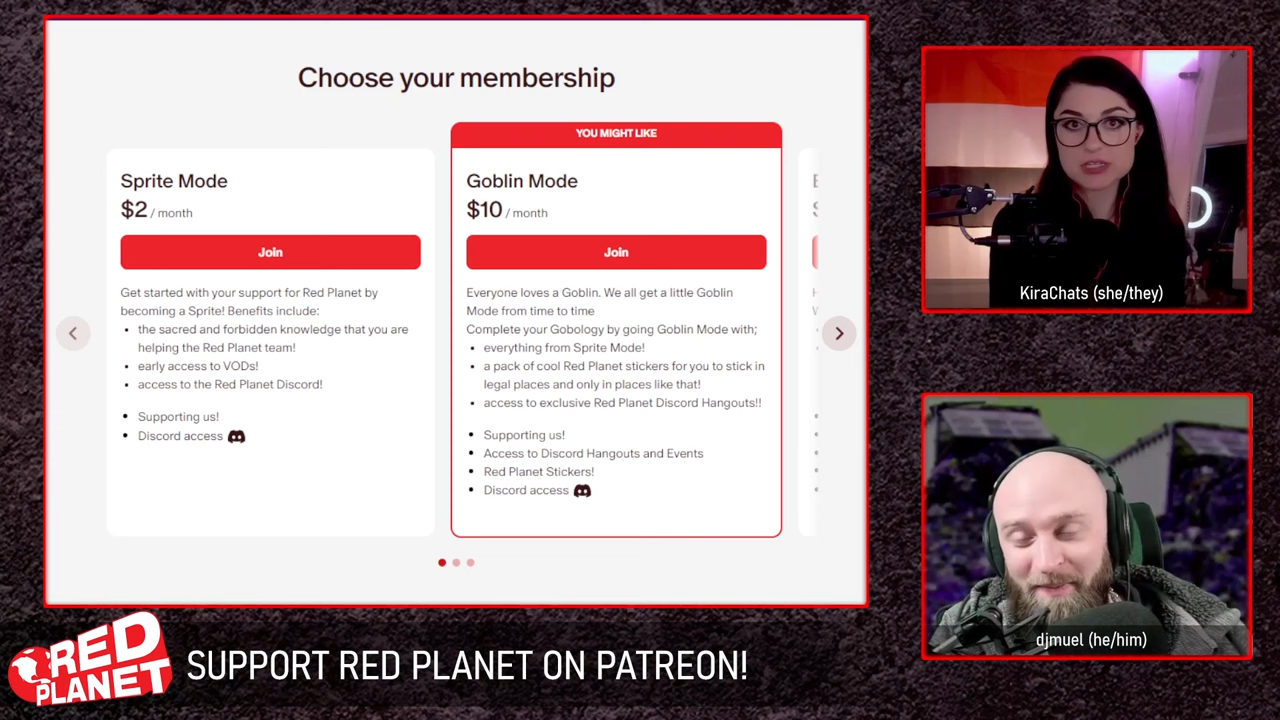 Choose your membership
YOU MIGHT LIKE
Sprite Mode
$2 / month
Join
Get started with your support for Red Planet by
becoming a Sprite! Benefits include:
• the sacred and forbidden knowledge that you are
helping the Red Planet team!
• early access to VODs!
• access to the Red Planet Discord!
• Supporting us!
• Discord access
Goblin Mode
$10 / month
Join
Everyone loves a Goblin. We all get a little Goblin
Mode from time to time
Complete your Gobology by going Goblin Mode with;
• everything from Sprite Mode!
• a pack of cool Red Planet stickers for you to stick in
legal places and only in places like that!
• access to exclusive Red Planet Discord Hangouts!!
• Supporting us!
• Access to Discord Hangouts and Events
• Red Planet Stickers!
• Discord access
KiraChats (she/they)
djmuel (he/him)
RED
PLANET
SUPPORT RED PLANET ON PATREON!